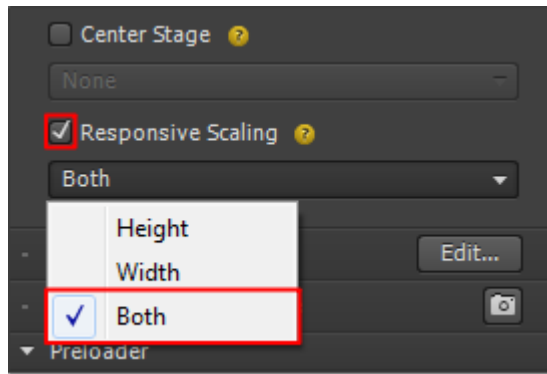 Center Stage ?
None
Responsive Scaling ?
Both
Height
Edit...
Width
Both
Preloader